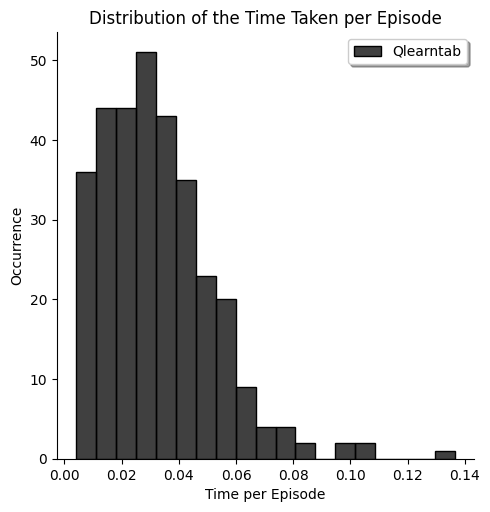 Distribution of the Time Taken per Episode
Qlearntab
50
40
30
20
10
0
Occurrence
0.00 0.02 0.04 0.06 0.08 0.10 0.12 0.14
Time per Episode